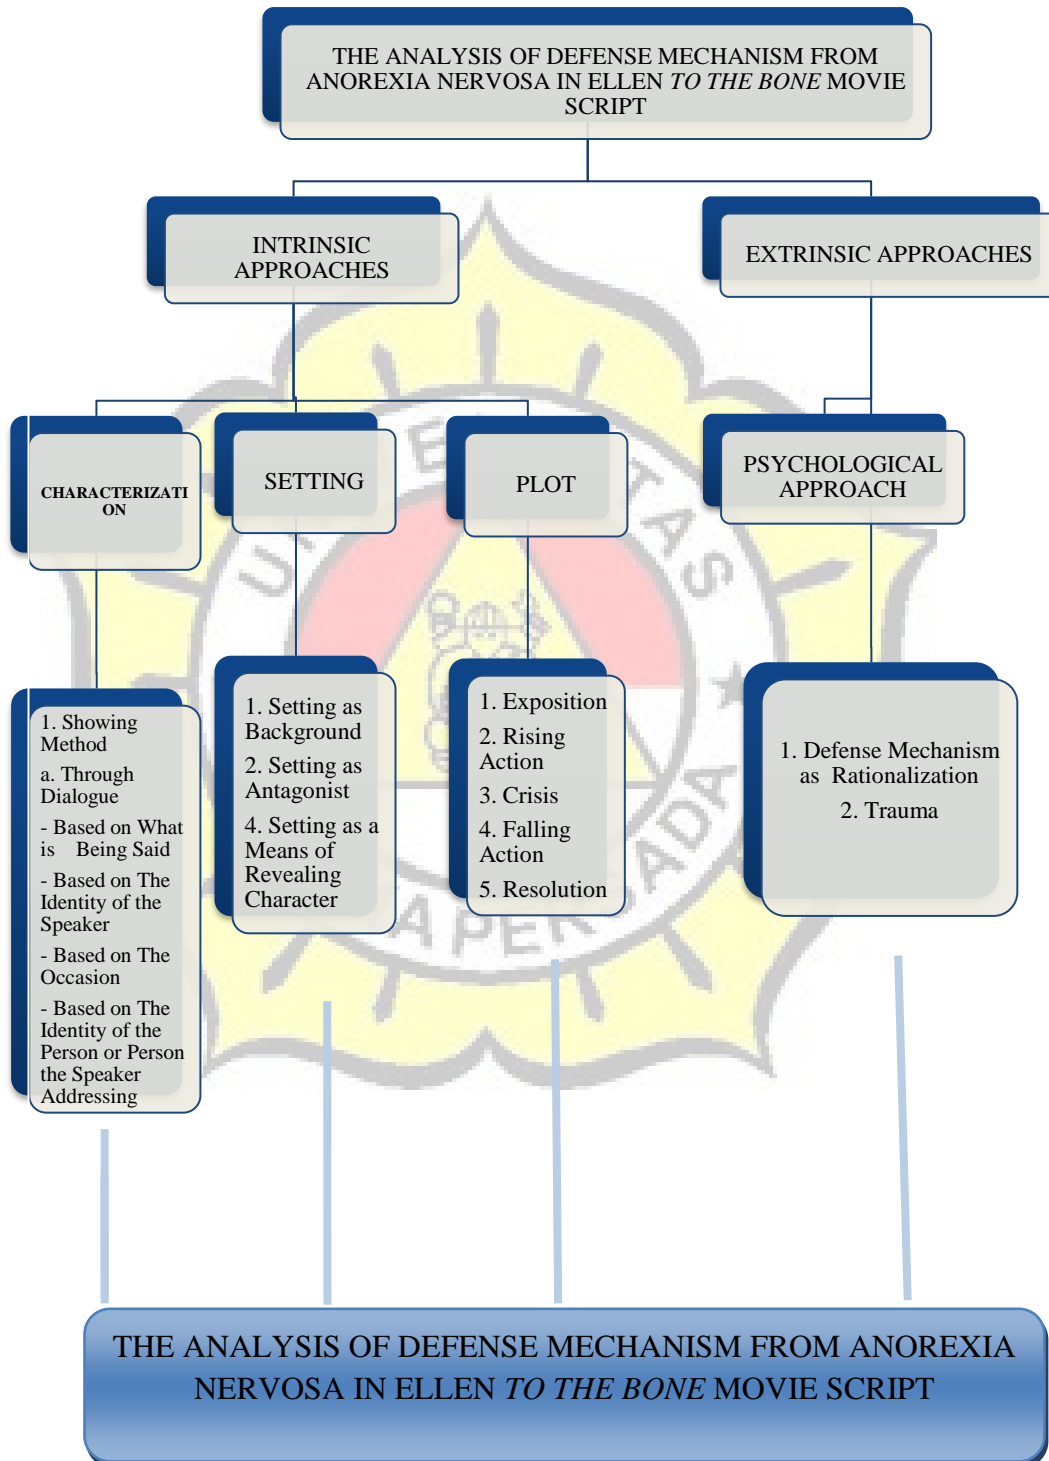 THE ANALYSIS OF DEFENSE MECHANISM FROM
ANOREXIA NERVOSA IN ELLEN TO THE BONE MOVIE
SCRIPT
INTRINSIC
APPROACHES
EXTRINSIC APPROACHES
CHARACTERIZATI
ON
SETTING
PLOT
PSYCHOLOGICAL
APPROACH
1. Showing
Method
a. Through
Dialogue
- Based on What
is Being Said
- Based on The
Identity of the
Speaker
- Based on The
Occasion
- Based on The
Identity of the
Person or Person
the Speaker
Addressing
1. Setting as
Background
2. Setting as
Antagonist
4. Setting as a
Means of
Revealing
Character
1. Exposition
2. Rising
Action
3. Crisis
4. Falling
Action
5. Resolution
1. Defense Mechanism
as Rationalization
2. Trauma
THE ANALYSIS OF DEFENSE MECHANISM FROM ANOREXIA
NERVOSA IN ELLEN TO THE BONE MOVIE SCRIPT